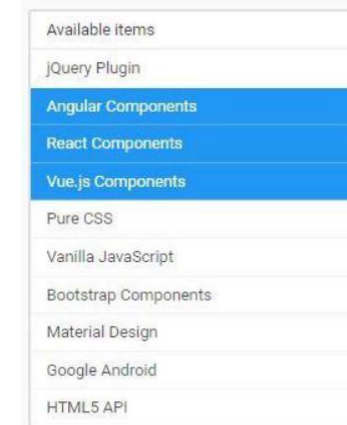 Available items
jQuery Plugin
Angular Components
React Components
Vue.js Components
Pure CSS
Vanilla JavaScript
Bootstrap Components
Material Design
Google Android
HTML5 API